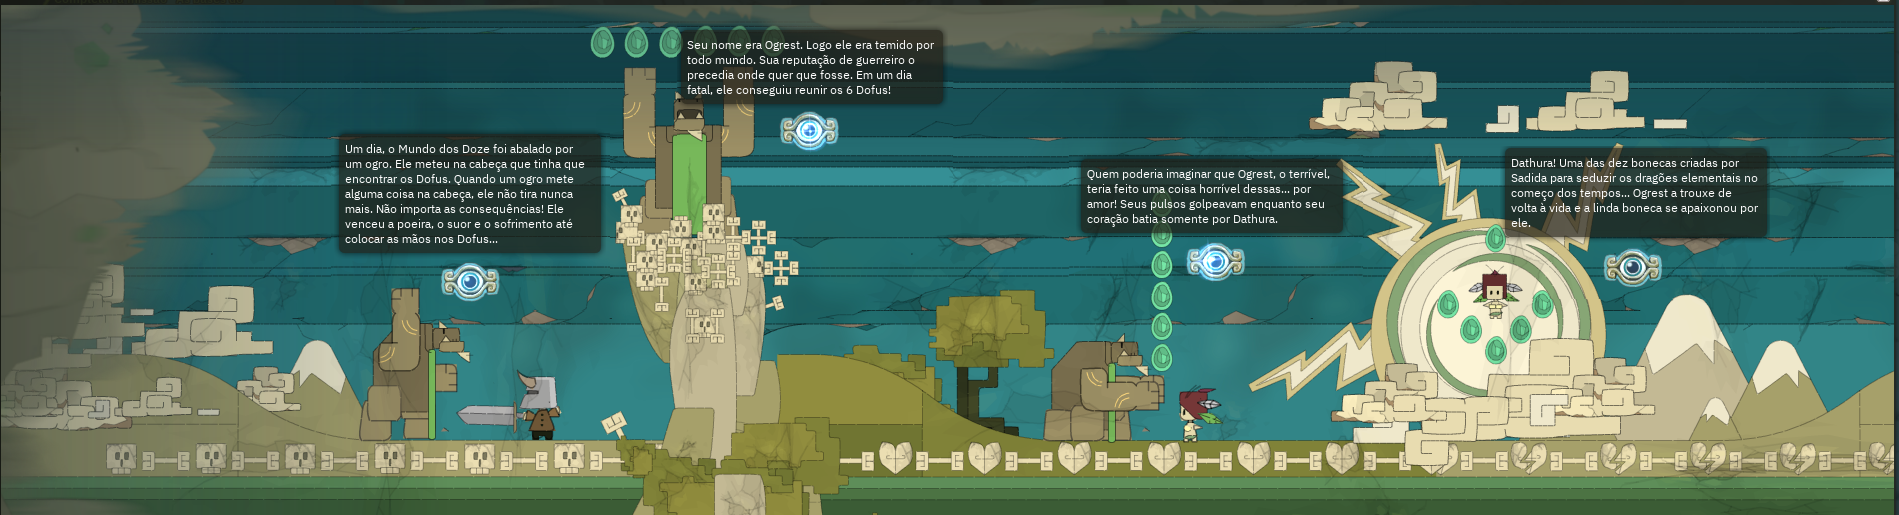 Um dia, o Mundo dos Doze foi abalado por
um ogro. Ele meteu na cabeça que tinha que
encontrar os Dofus. Quando um ogro mete
alguma coisa na cabeça, ele não tira nunca
mais. Não importa as consequências! Ele
venceu a poeira, o suor e o sofrimento até
colocar as mãos nos Dofus...
Seu nome era Ogrest. Logo ele era temido por
todo mundo. Sua reputação de guerreiro o
precedia onde quer que fosse. Em um dia
fatal, ele conseguiu reunir os 6 Dofus!
Quem poderia imaginar que Ogrest, o terrível,
teria feito uma coisa horrível dessas... por
amor! Seus pulsos golpeavam enquanto seu
coração batia somente por Dathura.
Dathura! Uma das dez bonecas criadas por
Sadida para seduzir os dragões elementais no
começo dos tempos... Ogrest a trouxe de
volta à vida e a linda boneca se apaixonou por
ele.